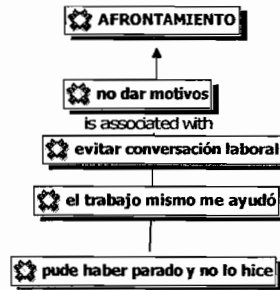 AFRONTAMIENTO
no dar motivos
is associated with
evitar conversación laboral
el trabajo mismo me ayudó
pude haber parado y no lo hice